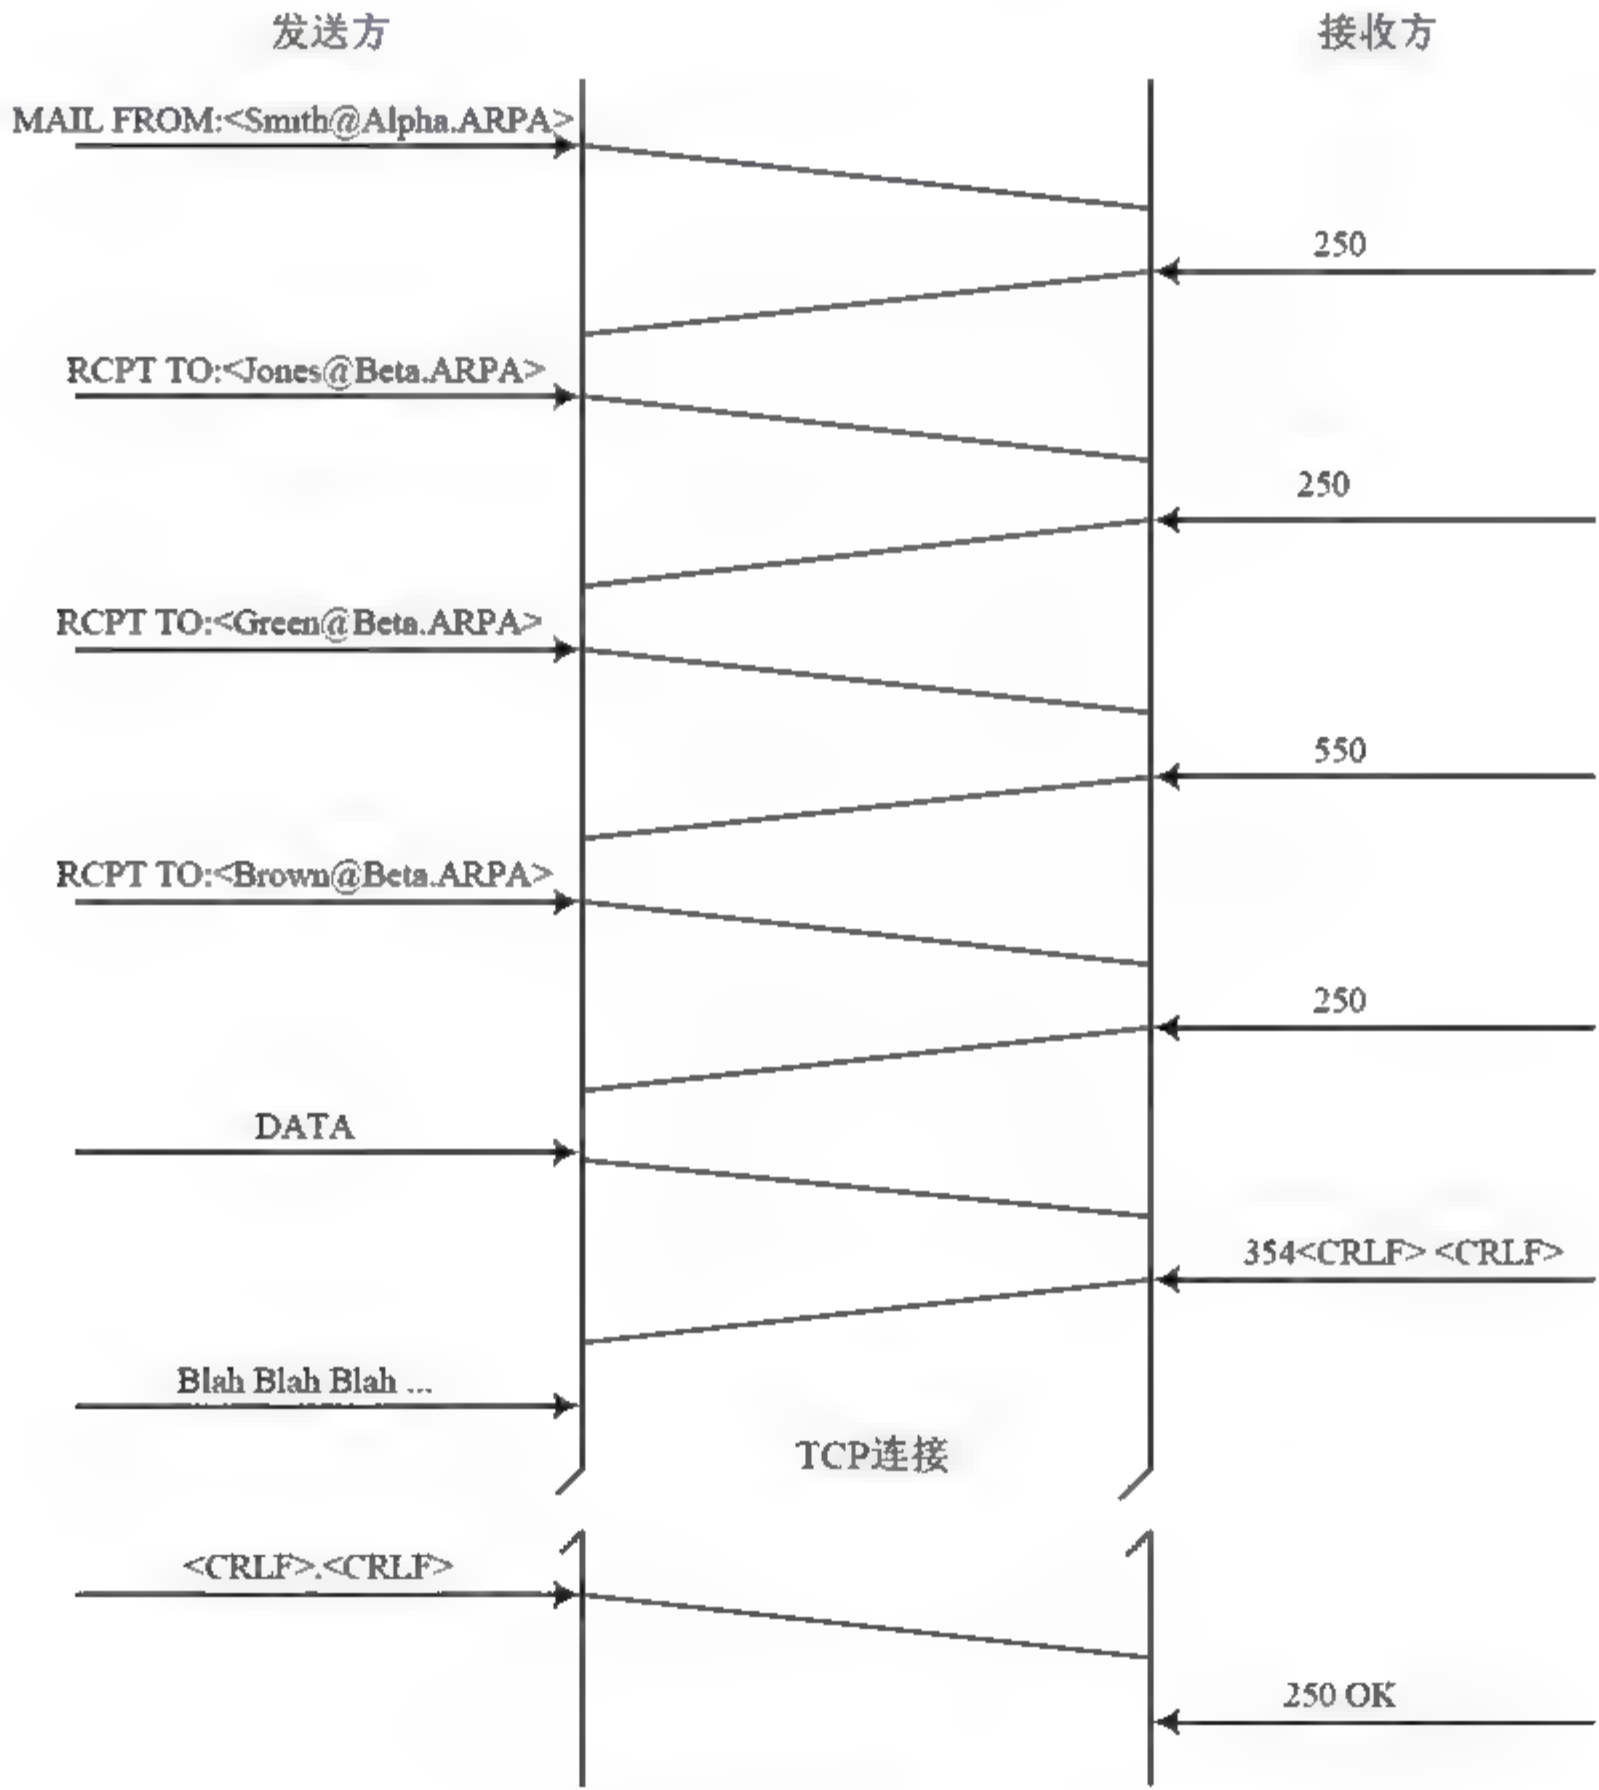 发送方
接收方
MAIL FROM:<Smith@Alpha.ARPA>
250
RCPT TO:<Jones@Beta.ARPA>
250
RCPT TO:<Green@Beta.ARPA>
550
RCPT TO:<Brown@Beta.ARPA>
250
DATA
354<CRLF> <CRLF>
Blah Blah Blah ...
TCP连接
<CRLF>.<CRLF>
250 OK